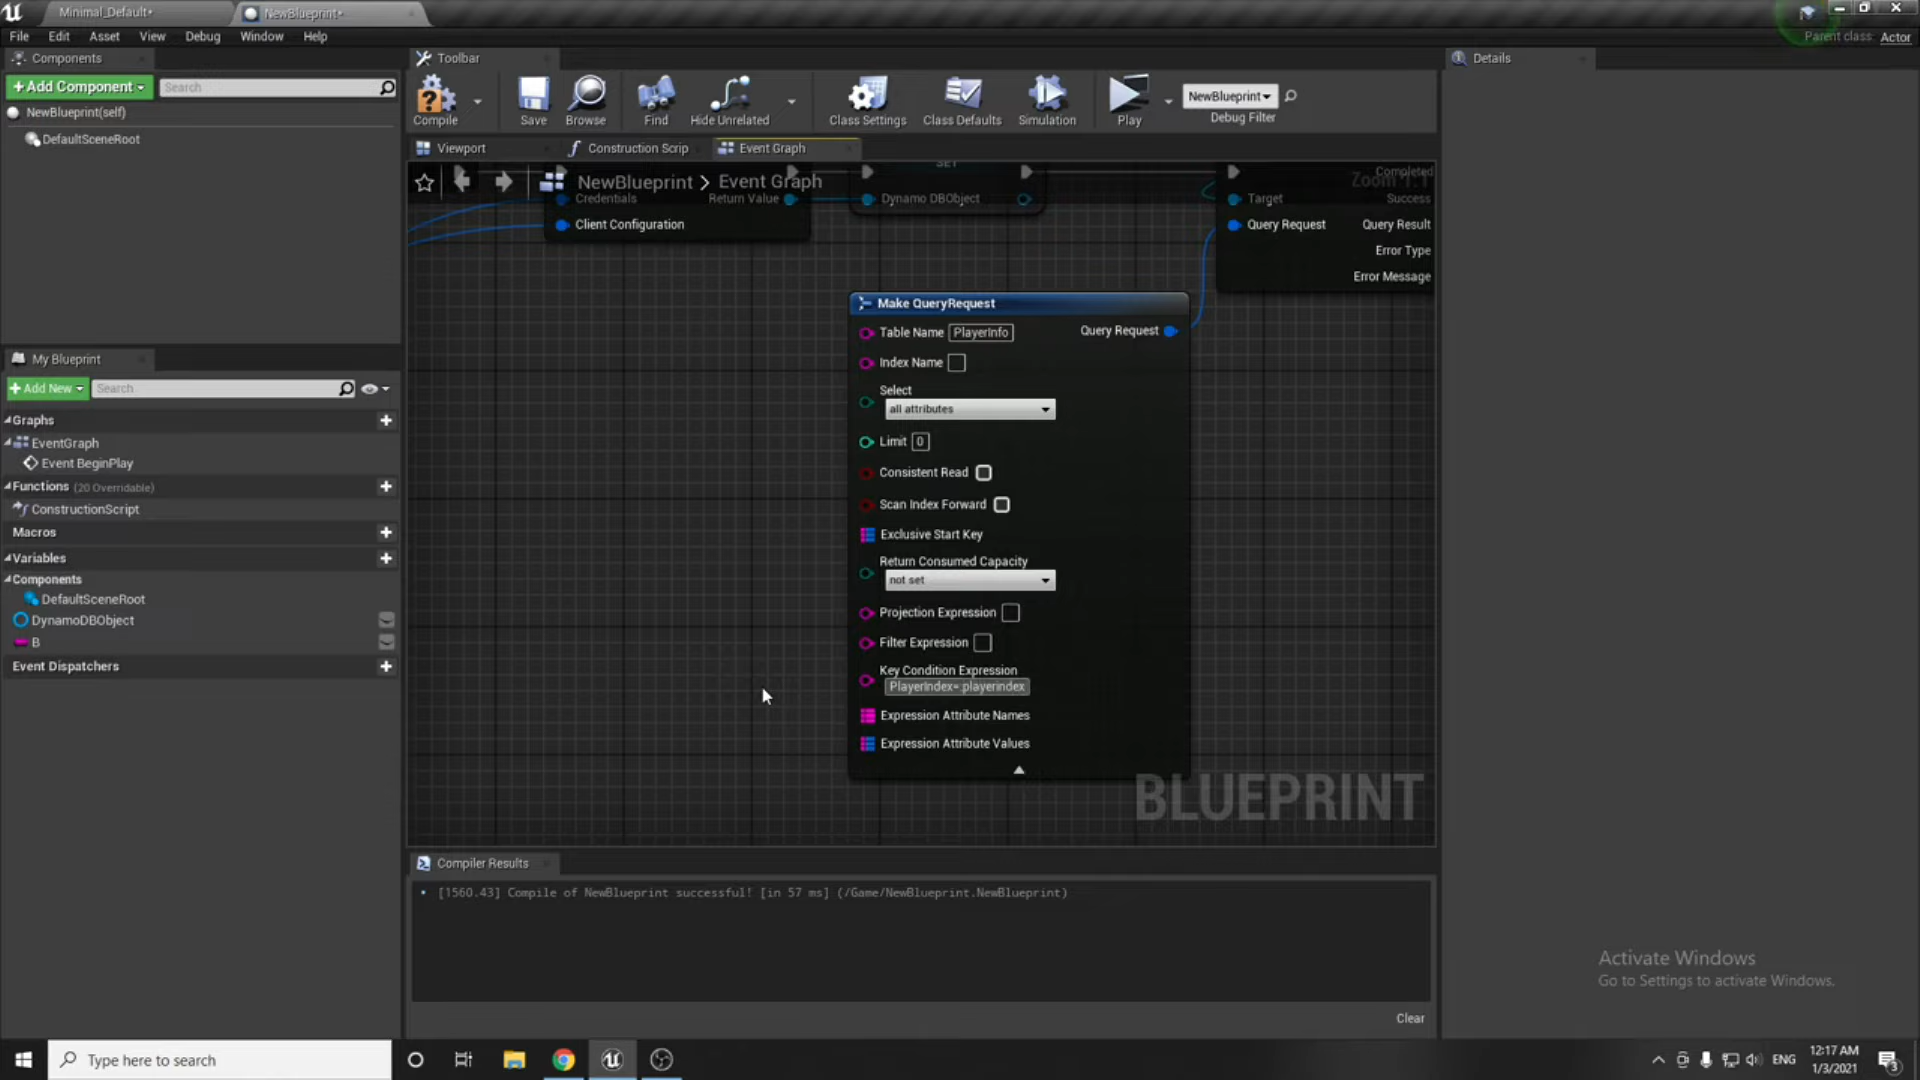 Minimal_Default•
NewBlueprint•
File Edit Asset View Debug Window Help
Parent class: Actor
Components
+Add Component
Search
NewBlueprint(self)
DefaultSceneRoot
Toolbar
Compile
Save
Browse
Find
Hide Unrelated
Class Settings
Class Defaults
Simulation
Play
NewBlueprint
Debug Filter
Details
Viewport
Construction Scrip
Event Graph
NewBlueprint > Event Graph
SET
Completed
Credentials
Return Value
Client Configuration
Dynamo DBObject
Target
Success
Query Request
Query Result
Error Type
Error Message
Make QueryRequest
Table Name PlayerInfo
Query Request
Index Name
Select
all attributes
Limit 0
Consistent Read
Scan Index Forward
Exclusive Start Key
Return Consumed Capacity
not set
Projection Expression
Filter Expression
Key Condition Expression
Expression Attribute Names
Expression Attribute Values
BLUEPRINT
My Blueprint
+Add New
Search
Graphs
EventGraph
Event BeginPlay
Functions (20 Overridable)
ConstructionScript
Macros
Variables
Components
DefaultSceneRoot
DynamoDBObject
B
Event Dispatchers
Compiler Results
• [1560.43] Compile of NewBlueprint successful! [in 57 ms] (/Game/NewBlueprint.NewBlueprint)
Clear
Activate Windows
Go to Settings to activate Windows.
Type here to search
ENG
12:17 AM
1/3/2021
3